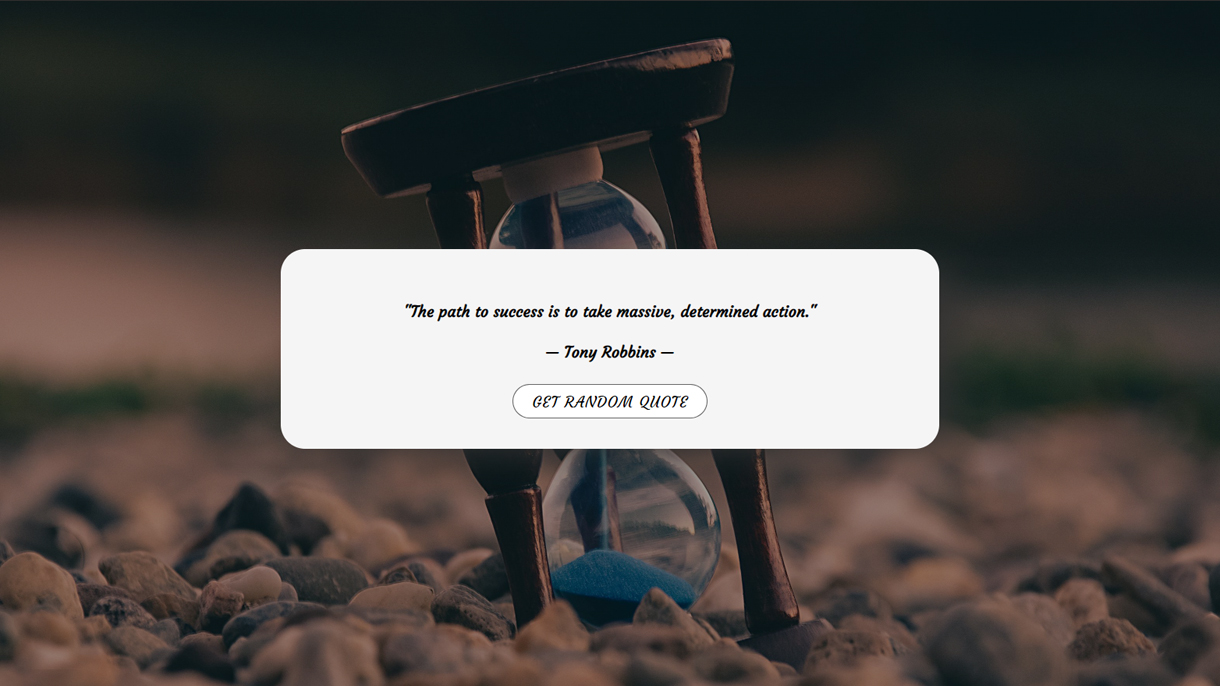 "The path to success is to take massive, determined action."
— Tony Robbins —
GET RANDOM QUOTE